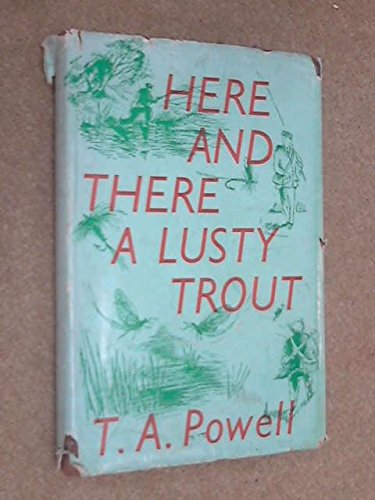 HERE
AND
THERE
A LUSTY
TROUT
T. A. Powell